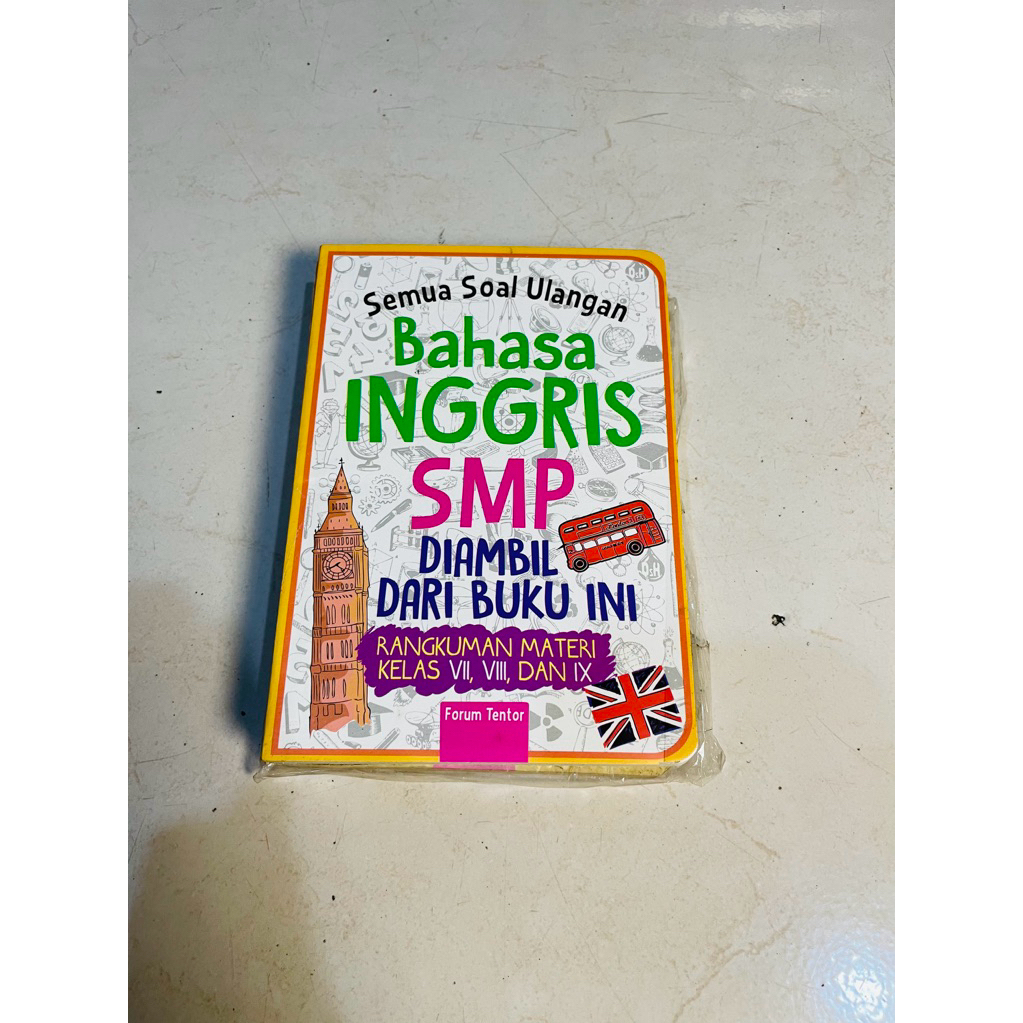 Semua Soal Ulangan
Bahasa
INGGRIS
SMP
DIAMBIL
DARI BUKU INI
RANGKUMAN MATERI
KELAS VII, VIII, DAN IX
Forum Tentor